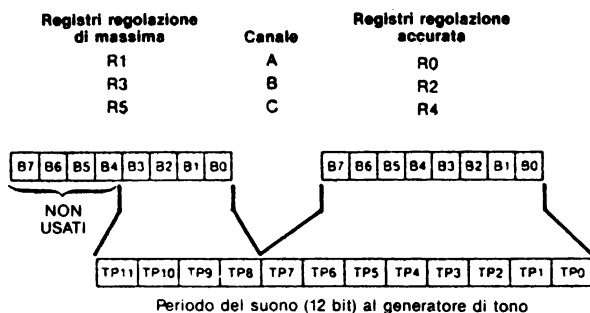 Registri regolazione di massima
Canale
Registri regolazione accurata
R1 A R0
R3 B R2
R5 C R4
B7 B6 B5 B4 B3 B2 B1 B0
B7 B6 B5 B4 B3 B2 B1 B0
NON
USATI
TP11 TP10 TP9 TP8 TP7 TP6 TP5 TP4 TP3 TP2 TP1 TP0
Periodo del suono (12 bit) al generatore di tono